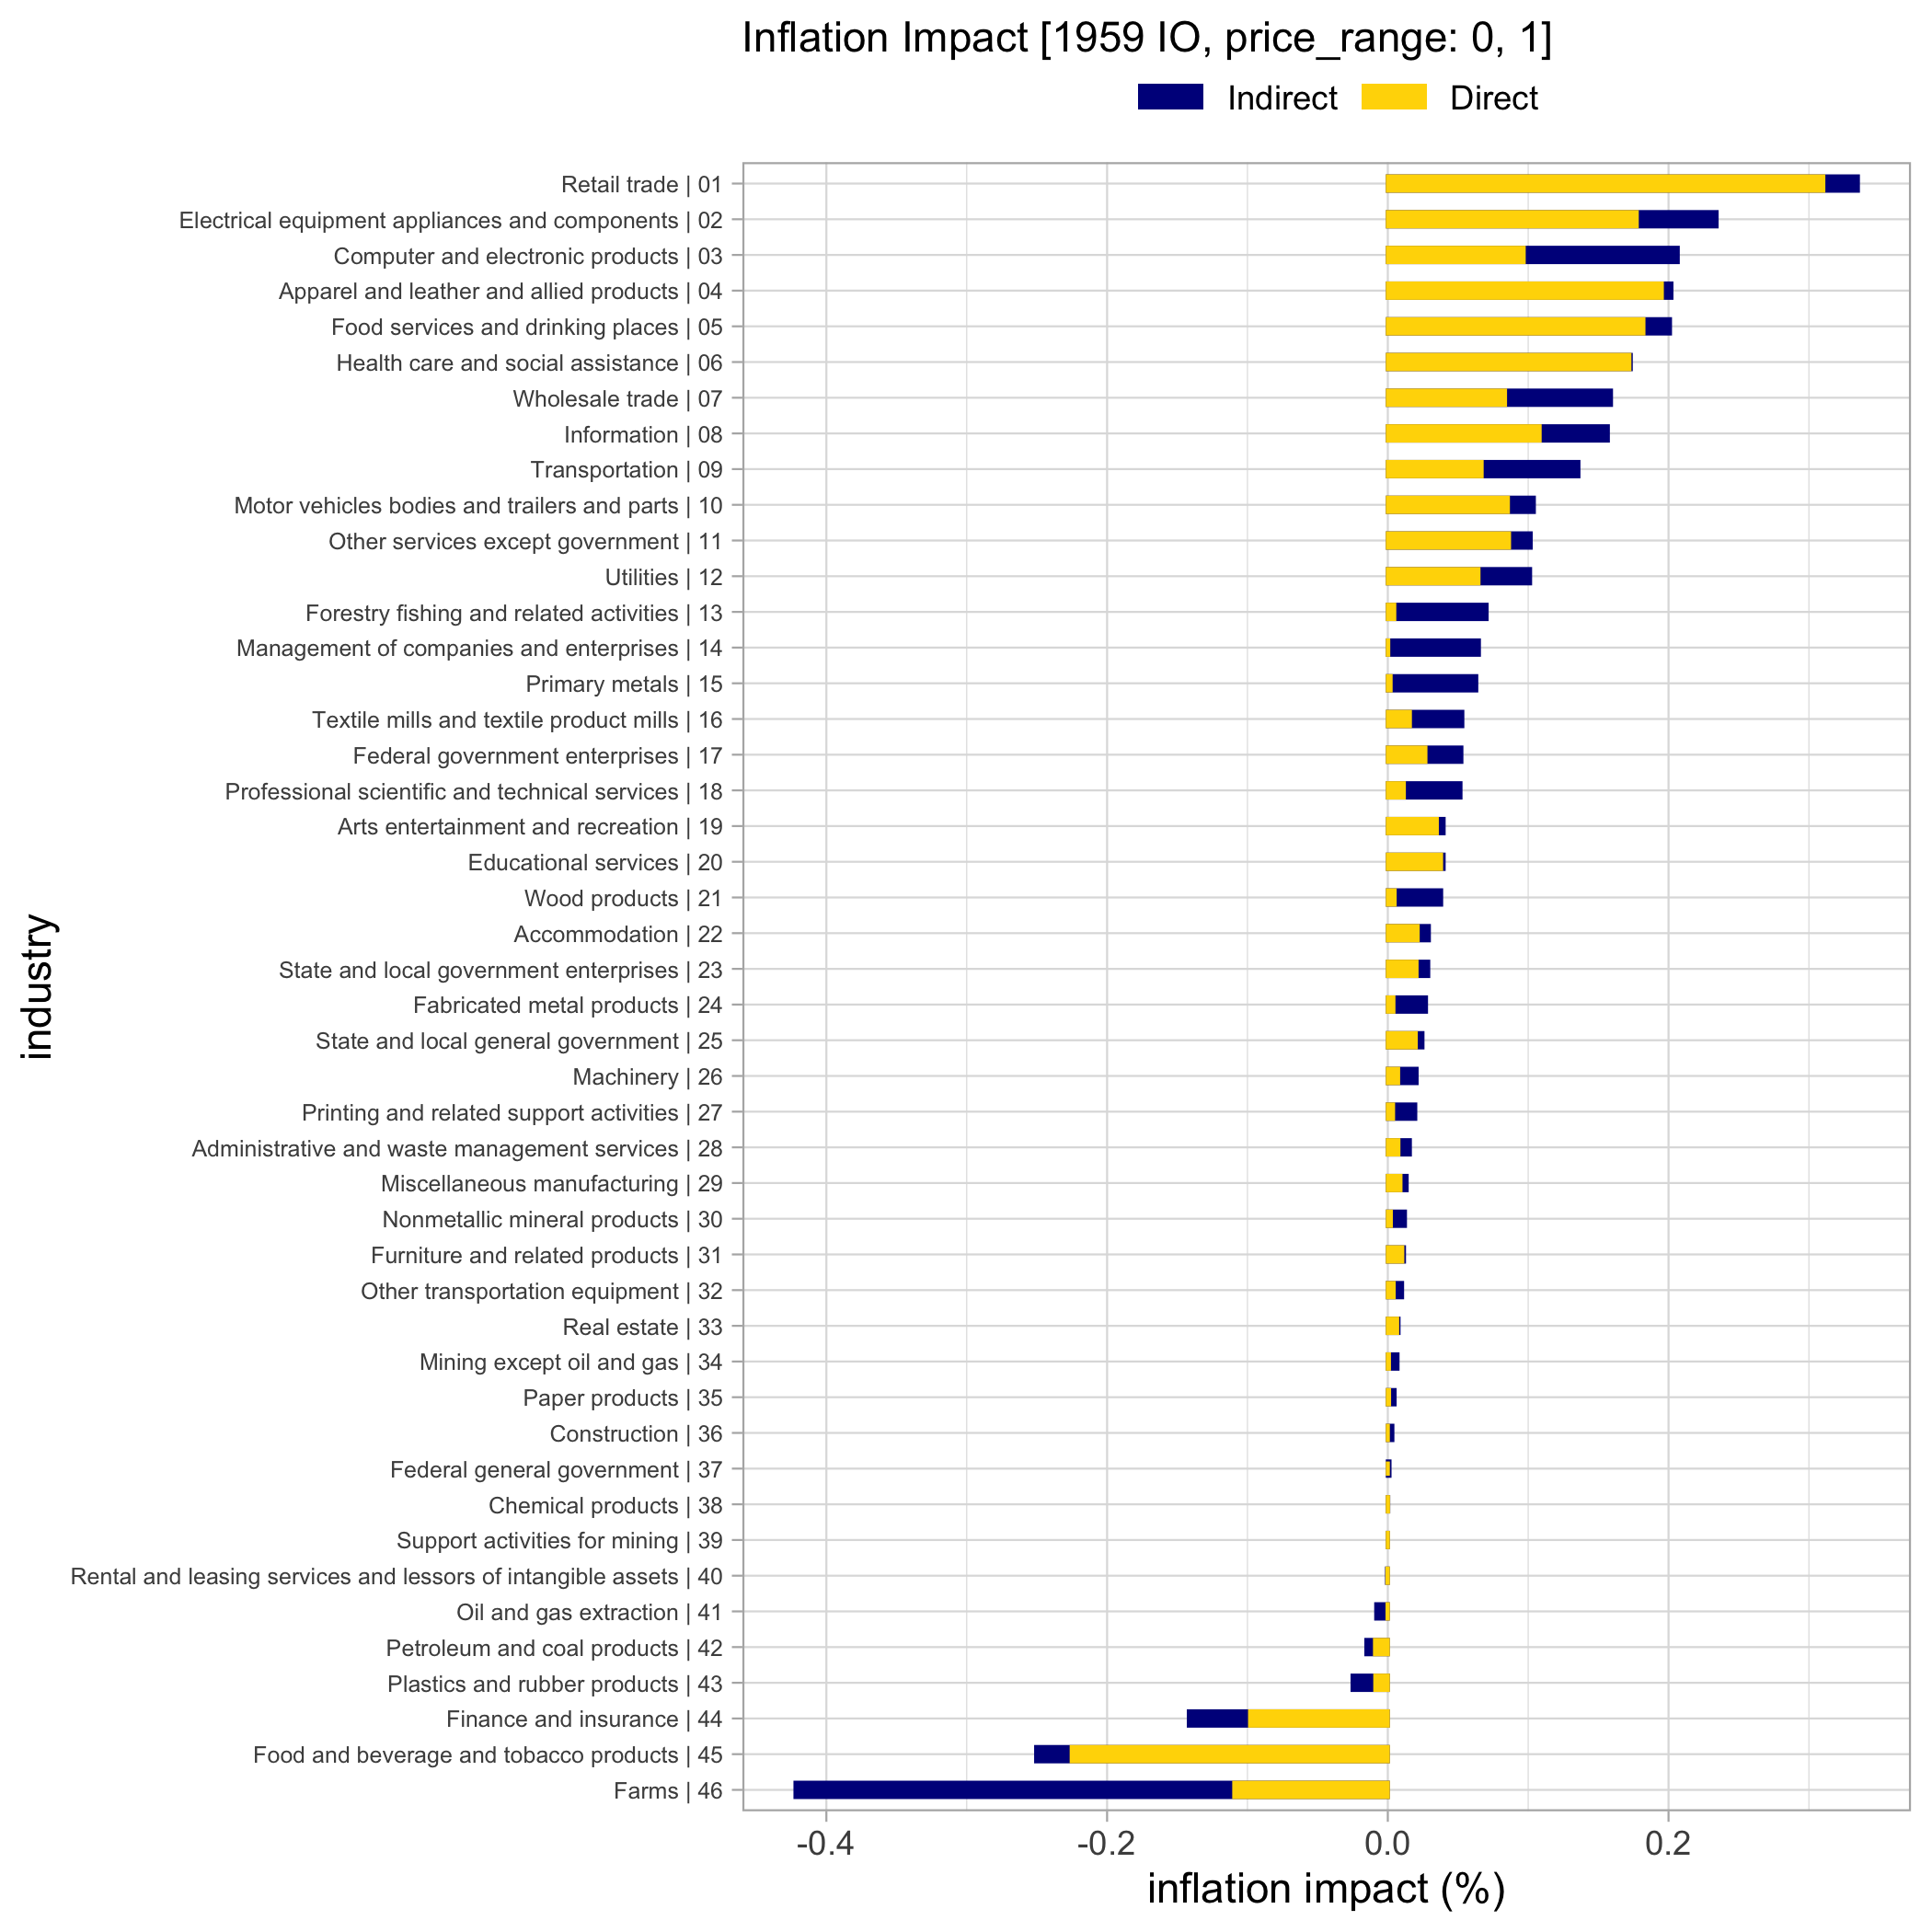 Inflation Impact [1959 IO, price_range: 0, 1]
Indirect Direct
Retail trade | 01
Electrical equipment appliances and components | 02
Computer and electronic products | 03
Apparel and leather and allied products | 04
Food services and drinking places | 05
Health care and social assistance | 06
Wholesale trade | 07
Information | 08
Transportation | 09
Motor vehicles bodies and trailers and parts | 10
Other services except government | 11
Utilities | 12
Forestry fishing and related activities | 13
Management of companies and enterprises | 14
Primary metals | 15
Textile mills and textile product mills | 16
Federal government enterprises | 17
Professional scientific and technical services | 18
Arts entertainment and recreation | 19
Educational services | 20
Wood products | 21
Accommodation | 22
State and local government enterprises | 23
Fabricated metal products | 24
State and local general government | 25
Machinery | 26
Printing and related support activities | 27
Administrative and waste management services | 28
Miscellaneous manufacturing | 29
Nonmetallic mineral products | 30
Furniture and related products | 31
Other transportation equipment | 32
Real estate | 33
Mining except oil and gas | 34
Paper products | 35
Construction | 36
Federal general government | 37
Chemical products | 38
Support activities for mining | 39
Rental and leasing services and lessors of intangible assets | 40
Oil and gas extraction | 41
Petroleum and coal products | 42
Plastics and rubber products | 43
Finance and insurance | 44
Food and beverage and tobacco products | 45
Farms | 46
industry
-0.4 -0.2 0.0 0.2
inflation impact (%)